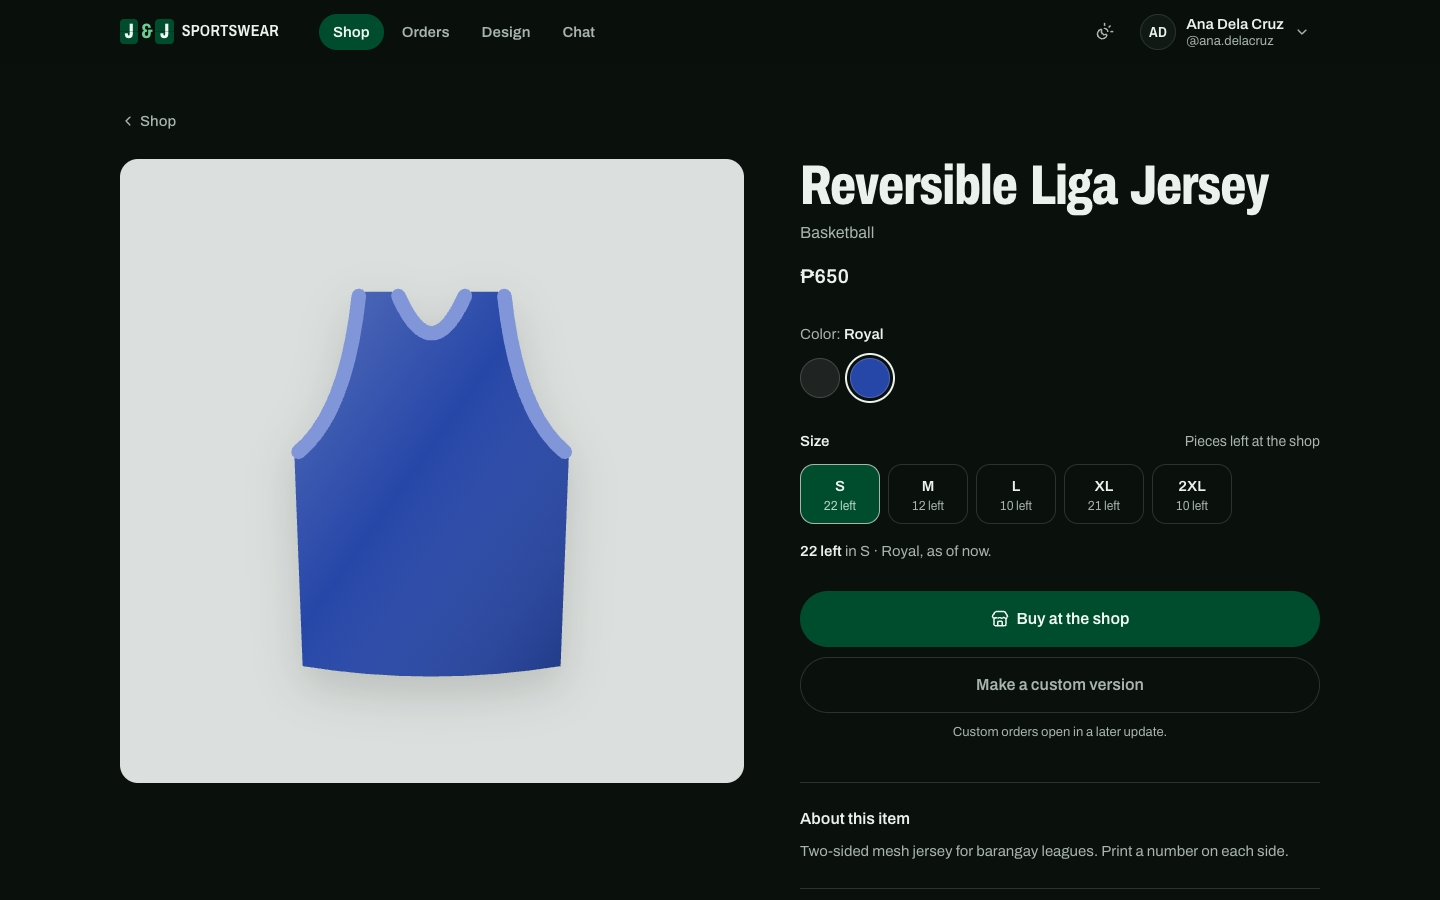 J & J SPORTSWEAR
Shop
Orders
Design
Chat
AD
Ana Dela Cruz
@ana.delacruz
Shop
Reversible Liga Jersey
Basketball
₱650
Color: Royal
Size
Pieces left at the shop
S
22 left
M
12 left
L
10 left
XL
21 left
2XL
10 left
22 left in S · Royal, as of now.
Buy at the shop
Make a custom version
Custom orders open in a later update.
About this item
Two-sided mesh jersey for barangay leagues. Print a number on each side.